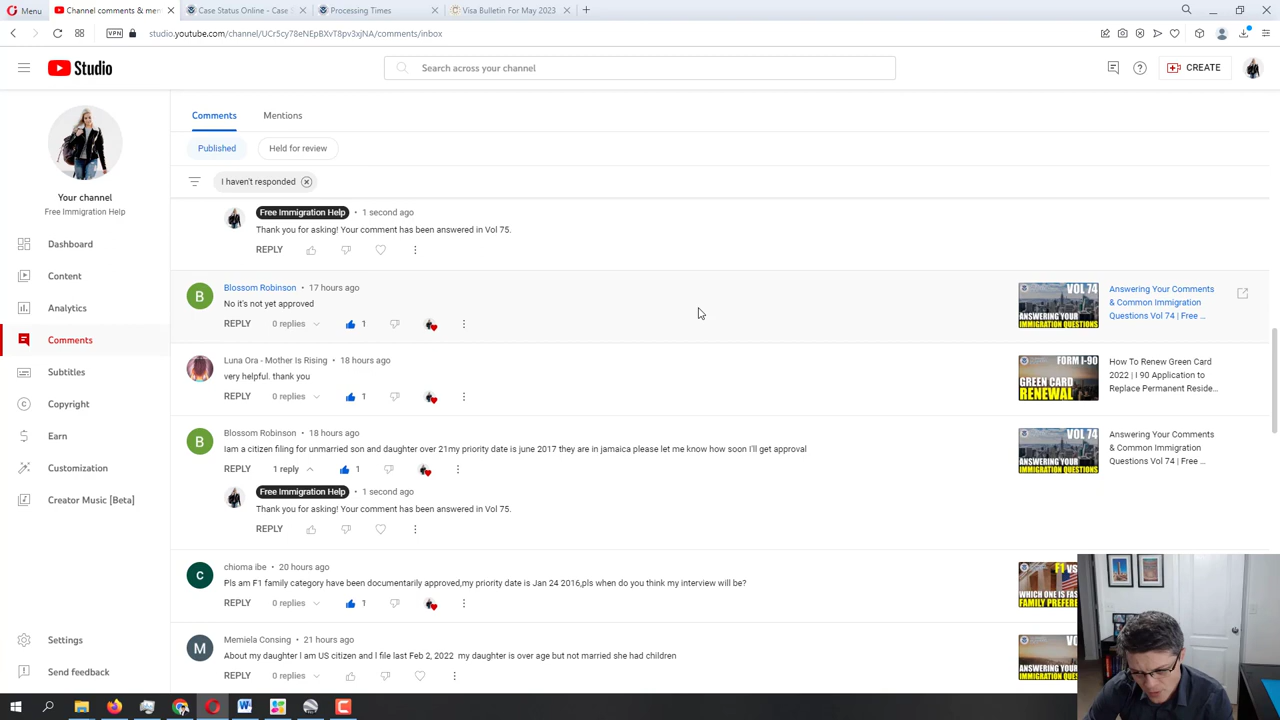 Menu
Channel comments & men
Case Status Online - Case
Processing Times
Visa Bulletin For May 2023
VPN
studio.youtube.com/channel/UCr5cy78eNEpBXvT8pv3xjNA/comments/inbox
Studio
Search across your channel
CREATE
Your channel
Free Immigration Help
Dashboard
Content
Analytics
Comments
Subtitles
Copyright
Earn
Customization
Creator Music [Beta]
Settings
Send feedback
Comments
Mentions
Published
Held for review
I haven't responded
Free Immigration Help • 1 second ago
Thank you for asking! Your comment has been answered in Vol 75.
REPLY
B
Blossom Robinson • 17 hours ago
No it's not yet approved
REPLY 0 replies 1
VOL 74
ANSWERING YOUR
IMMIGRATION QUESTIONS
Answering Your Comments
& Common Immigration
Questions Vol 74 | Free ...
Luna Ora - Mother Is Rising • 18 hours ago
very helpful. thank you
REPLY 0 replies 1
FORM I-90
GREEN CARD
RENEWAL
How To Renew Green Card
2022 | I 90 Application to
Replace Permanent Reside...
B
Blossom Robinson • 18 hours ago
Iam a citizen filing for unmarried son and daughter over 21my priority date is june 2017 they are in jamaica please let me know how soon I'll get approval
REPLY 1 reply 1
VOL 74
ANSWERING YOUR
IMMIGRATION QUESTIONS
Answering Your Comments
& Common Immigration
Questions Vol 74 | Free ...
Free Immigration Help • 1 second ago
Thank you for asking! Your comment has been answered in Vol 75.
REPLY
C
chioma ibe • 20 hours ago
Pls am F1 family category have been documentarily approved,my priority date is Jan 24 2016,pls when do you think my interview will be?
REPLY 0 replies 1
F1 VS
WHICH ONE IS FAS
FAMILY PREFERE
M
Memiela Consing • 21 hours ago
About my daughter I am US citizen and I file last Feb 2, 2022 my daughter is over age but not married she had children
REPLY 0 replies
ANSWERING YOUR
IMMIGRATION QUEST